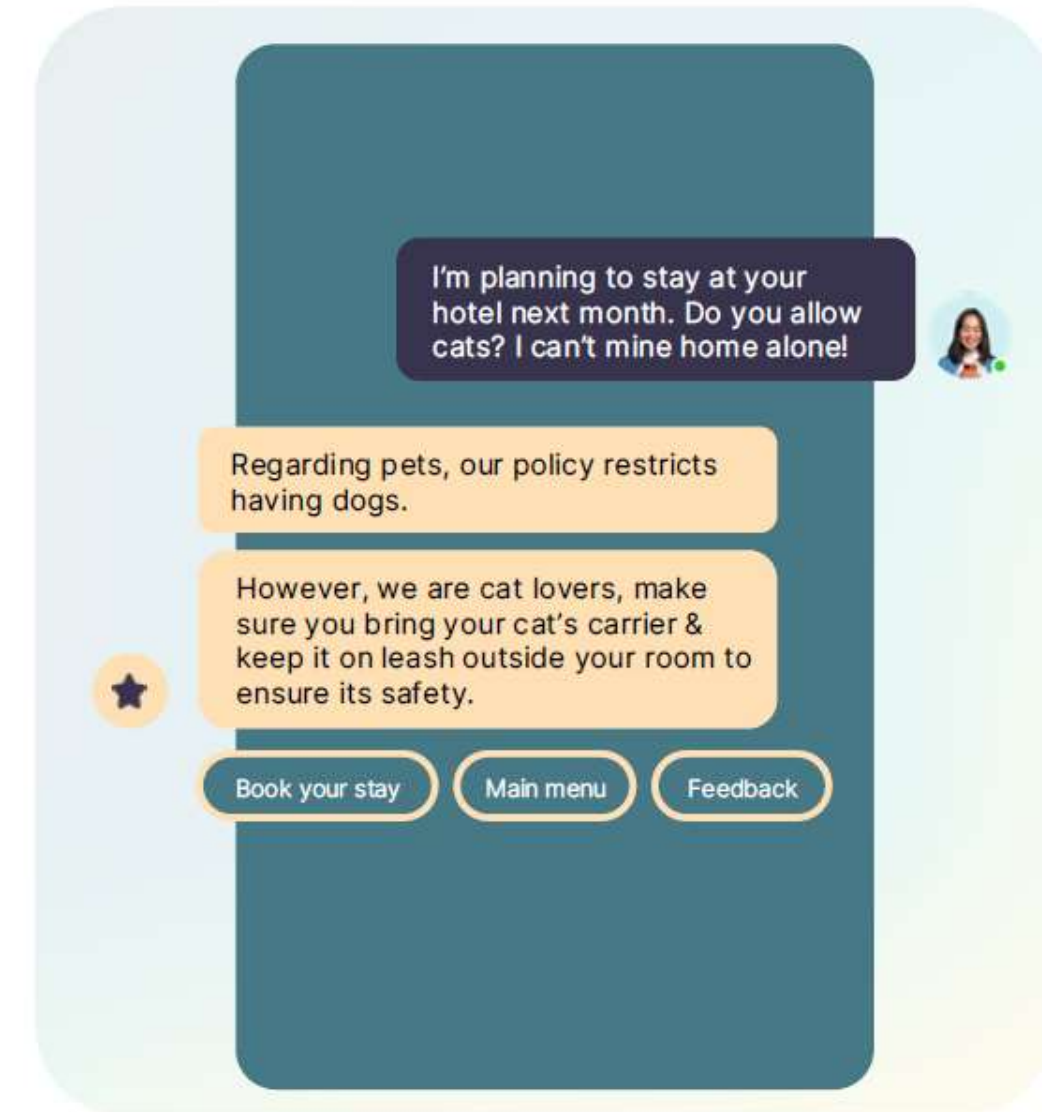 I'm planning to stay at your
hotel next month. Do you allow
cats? I can't mine home alone!
Regarding pets, our policy restricts
having dogs.
However, we are cat lovers, make
sure you bring your cat's carrier &
keep it on leash outside your room to
ensure its safety.
Book your stay
Main menu
Feedback